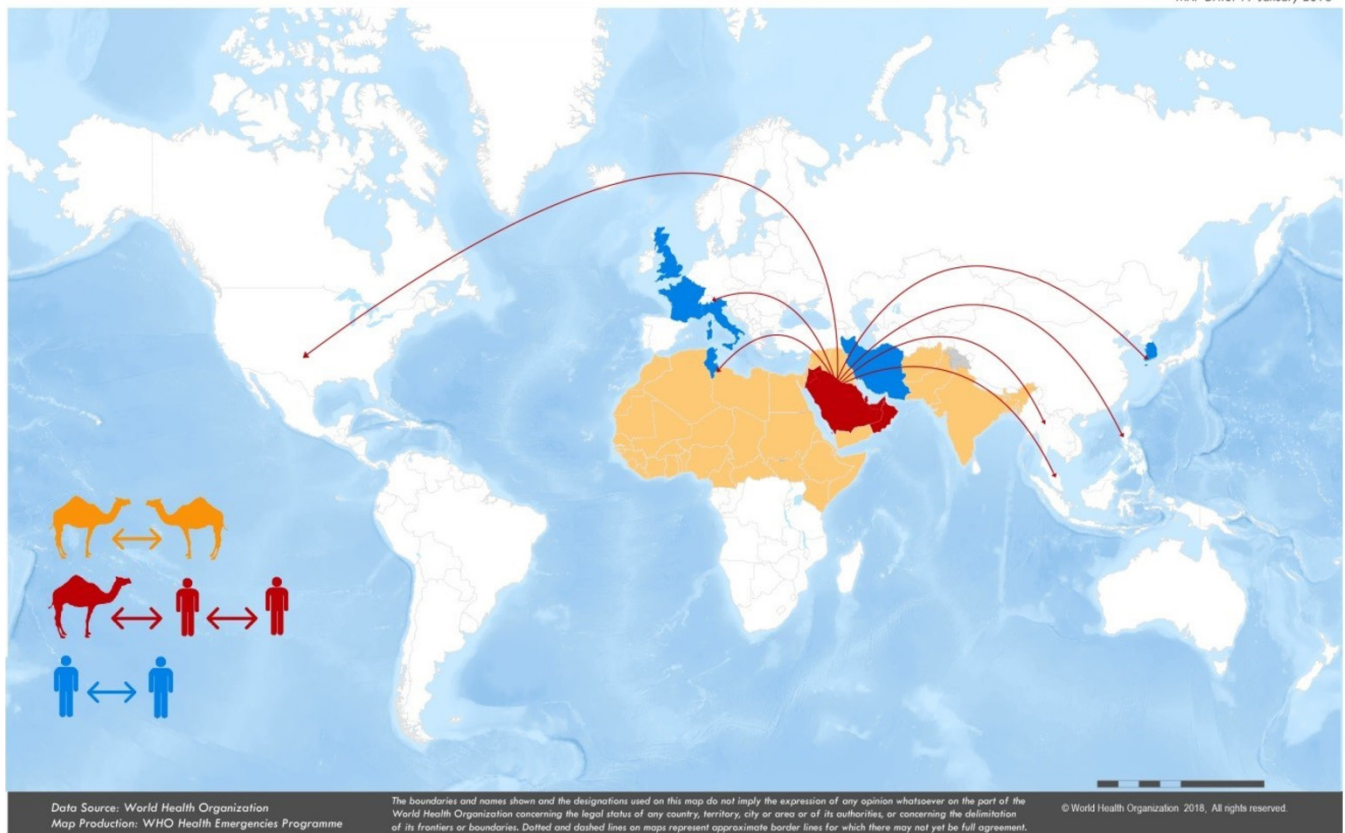 Data Source: World Health Organization
Map Production: WHO Health Emergencies Programme
The boundaries and names shown and the designations used on this map do not imply the expression of any opinion whatsoever on the part of the
World Health Organization concerning the legal status of any country, territory, city or area or of its authorities, or concerning the delimitation
of its frontiers or boundaries. Dotted and dashed lines on maps represent approximate border lines for which there may not yet be full agreement.
© World Health Organization 2018, All rights reserved.